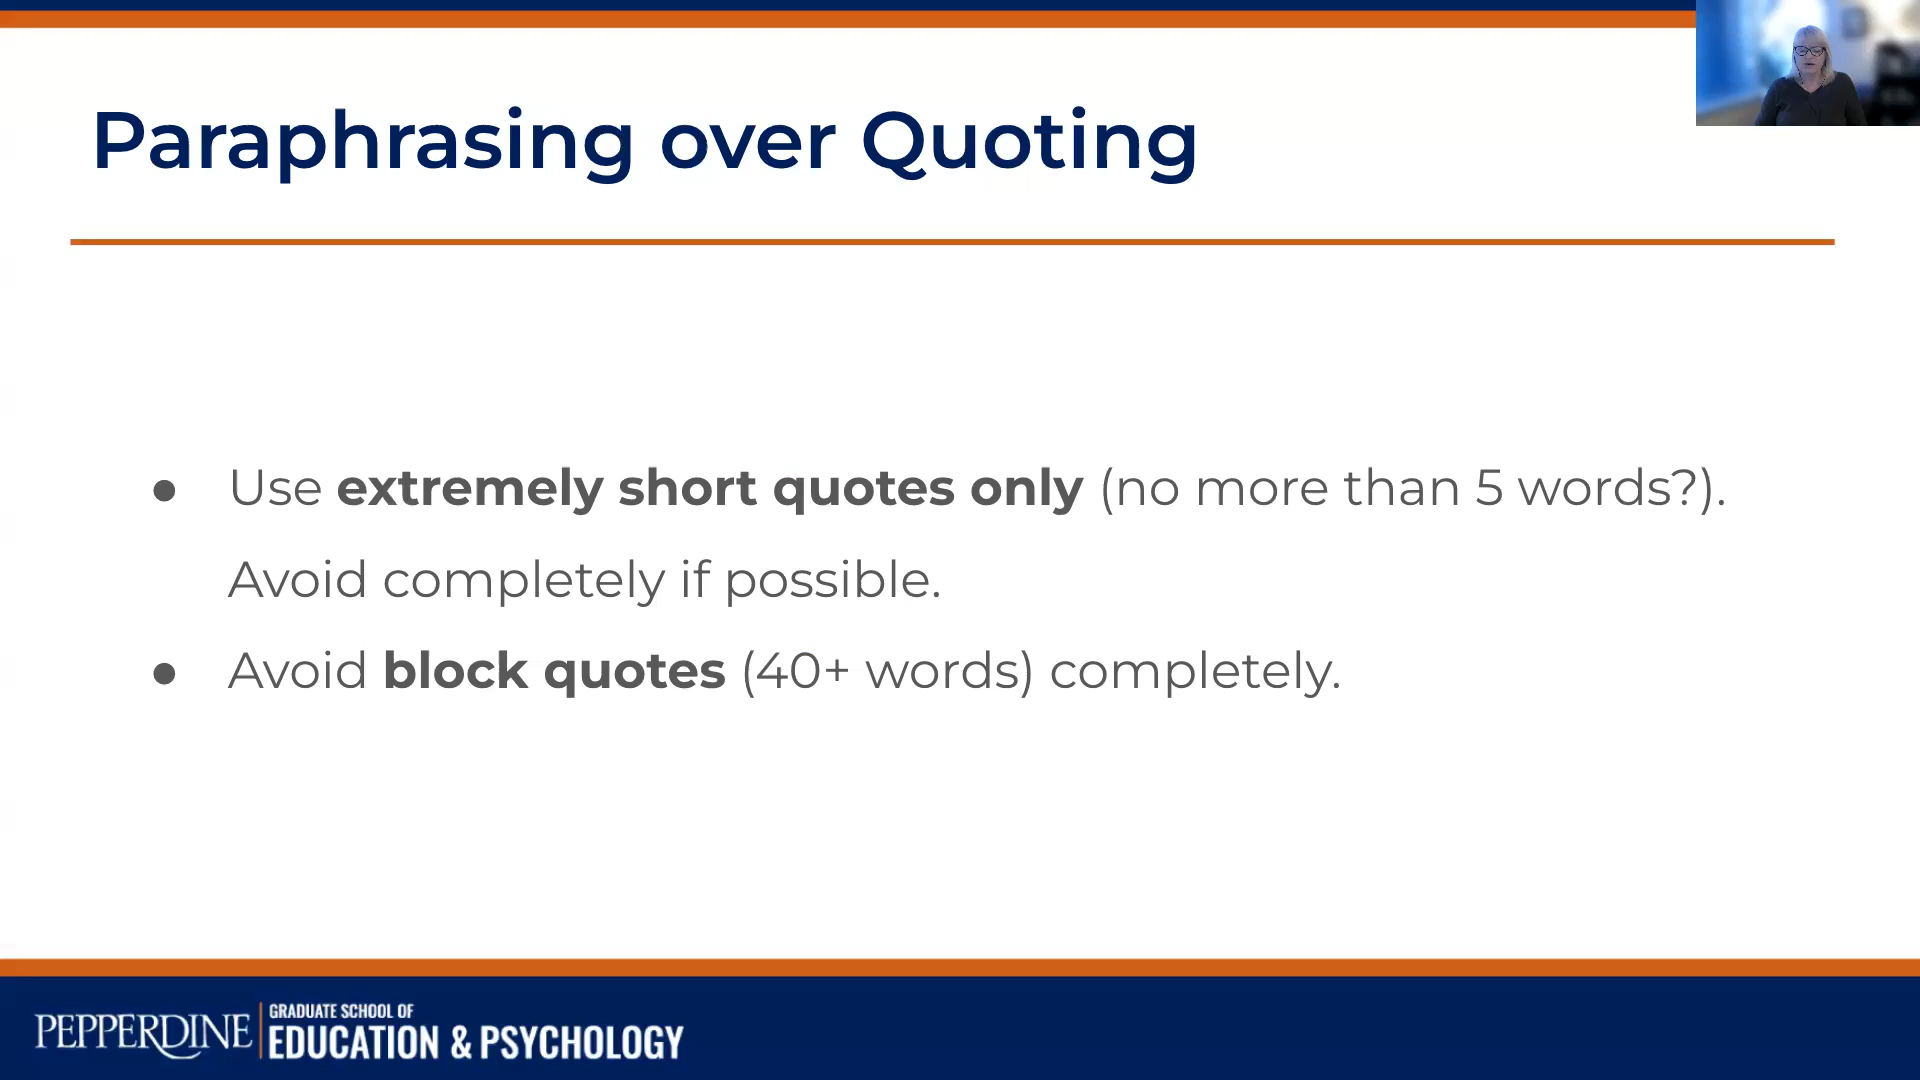 Paraphrasing over Quoting
● Use extremely short quotes only (no more than 5 words?).
Avoid completely if possible.
● Avoid block quotes (40+ words) completely.
PEPPERDINE
GRADUATE SCHOOL OF
EDUCATION & PSYCHOLOGY